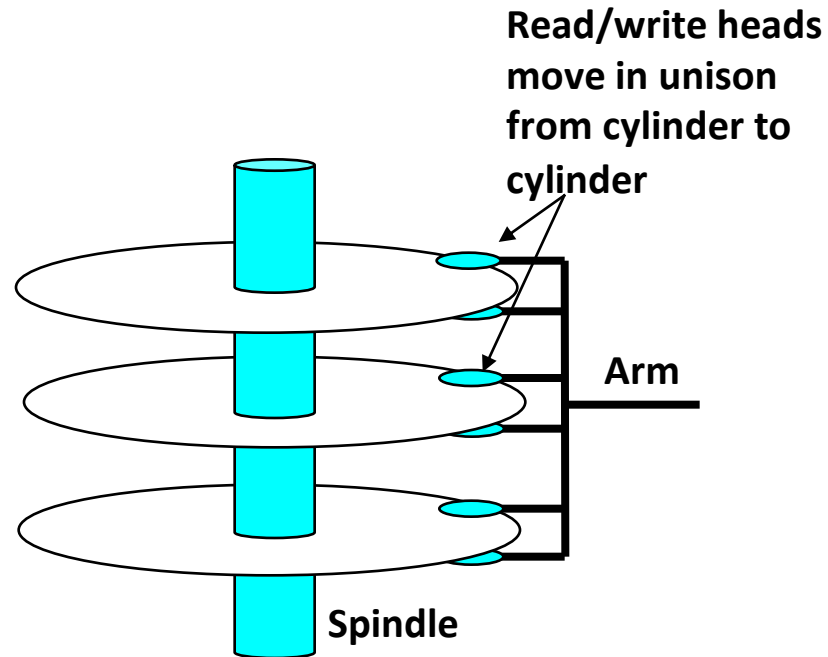 Read/write heads
move in unison
from cylinder to
cylinder
Arm
Spindle